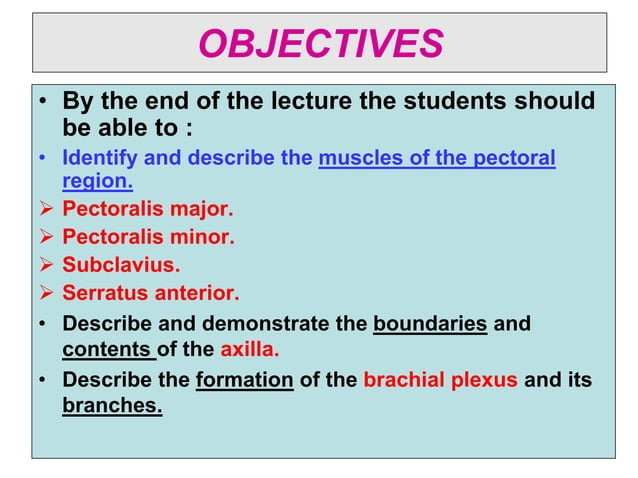 OBJECTIVES
• By the end of the lecture the students should
be able to :
• Identify and describe the muscles of the pectoral
region.
➢ Pectoralis major.
➢ Pectoralis minor.
➢ Subclavius.
➢ Serratus anterior.
• Describe and demonstrate the boundaries and
contents of the axilla.
• Describe the formation of the brachial plexus and its
branches.